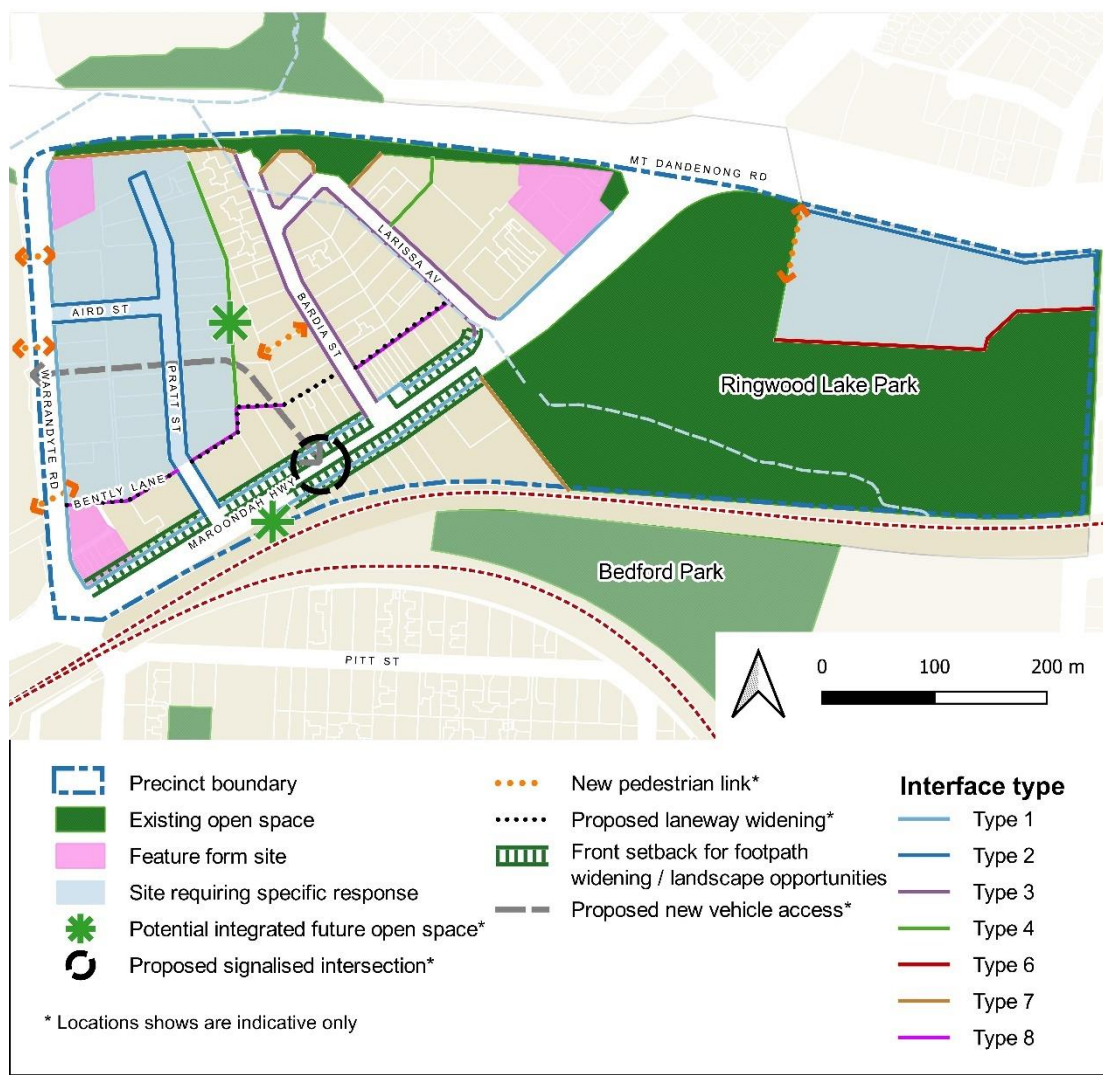 MT DANDENONG RD
LARISSA AV
BARDIA ST
AIRD ST
PRATT ST
WARRANDYTE RD
BENTLY LANE
MAROONDAH HWY
Ringwood Lake Park
Bedford Park
PITT ST
0 100 200 m
Precinct boundary
Existing open space
Feature form site
Site requiring specific response
Potential integrated future open space*
Proposed signalised intersection*
* Locations shows are indicative only
New pedestrian link*
Proposed laneway widening*
Front setback for footpath
widening / landscape opportunities
Proposed new vehicle access*
Interface type
Type 1
Type 2
Type 3
Type 4
Type 6
Type 7
Type 8